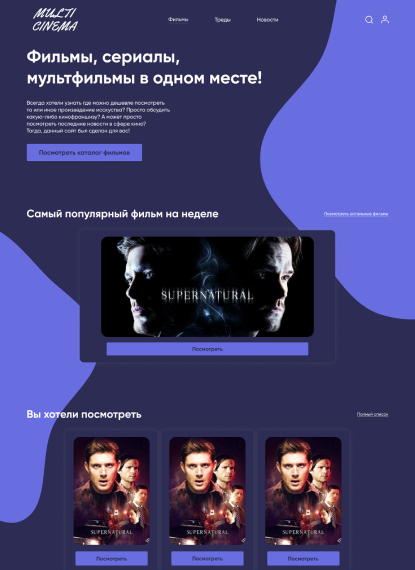 MULTI
CINEMA
Фильмы
Треды
Новости
Фильмы, сериалы,
мультфильмы в одном месте!
Всегда хотели узнать где можно дешевле посмотреть
то или иное произведение искуства? Просто обсудить
какую-либо кинофраншизу? А может просто
посмотреть последние новости в сфере кино?
Тогда, данный сайт был сделан для вас!
Посмотреть каталог фильмов
Самый популярный фильм на неделе
Посмотреть остальные фильмы
SUPERNATURAL
Посмотреть
Вы хотели посмотреть
Полный список
SUPERNATURAL
SUPERNATURAL
SUPERNATURAL
Посмотреть
Посмотреть
Посмотреть